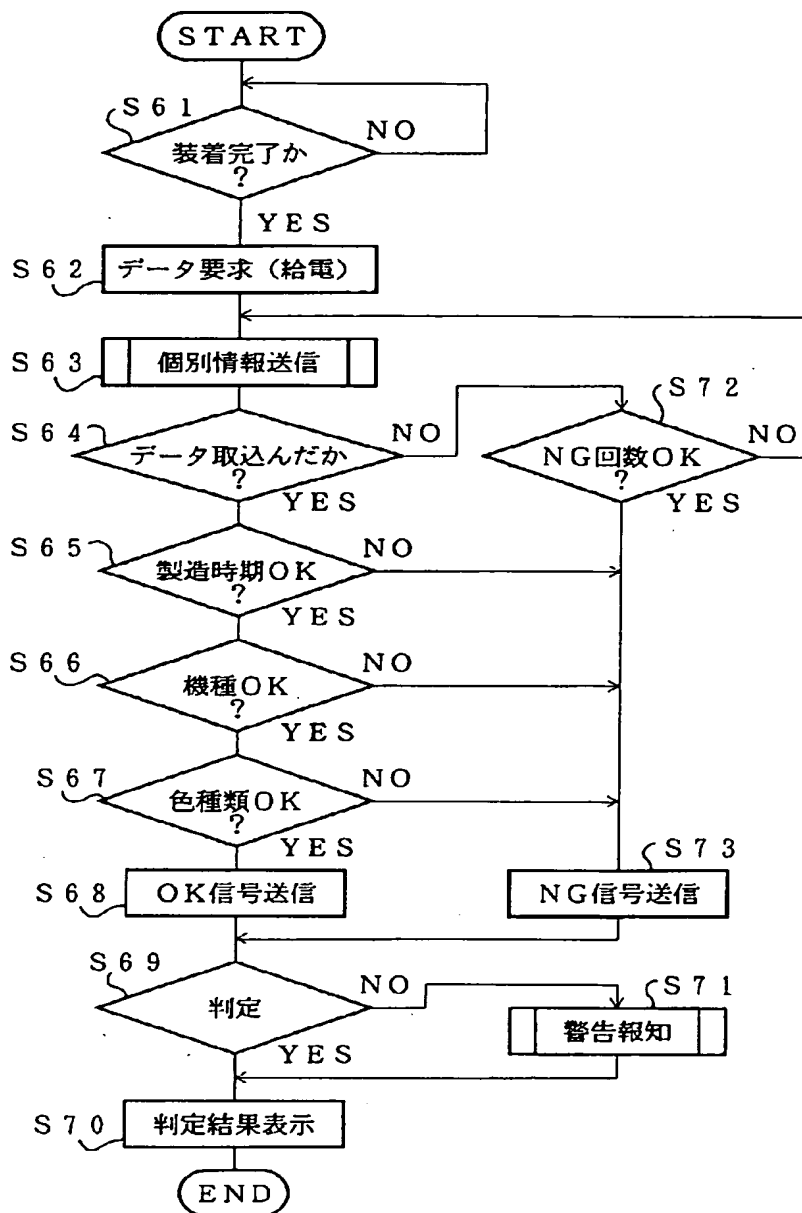 START
S61
装着完了か
?
NO
YES
S62
データ要求（給電）
S63
個別情報送信
S64
データ取込んだか
?
NO
YES
S72
NG回数OK
?
NO
YES
S65
製造時期OK
?
NO
YES
S66
機種OK
?
NO
YES
S67
色種類OK
?
NO
YES
S68
OK信号送信
S73
NG信号送信
S69
判定
NO
YES
S71
警告報知
S70
判定結果表示
END